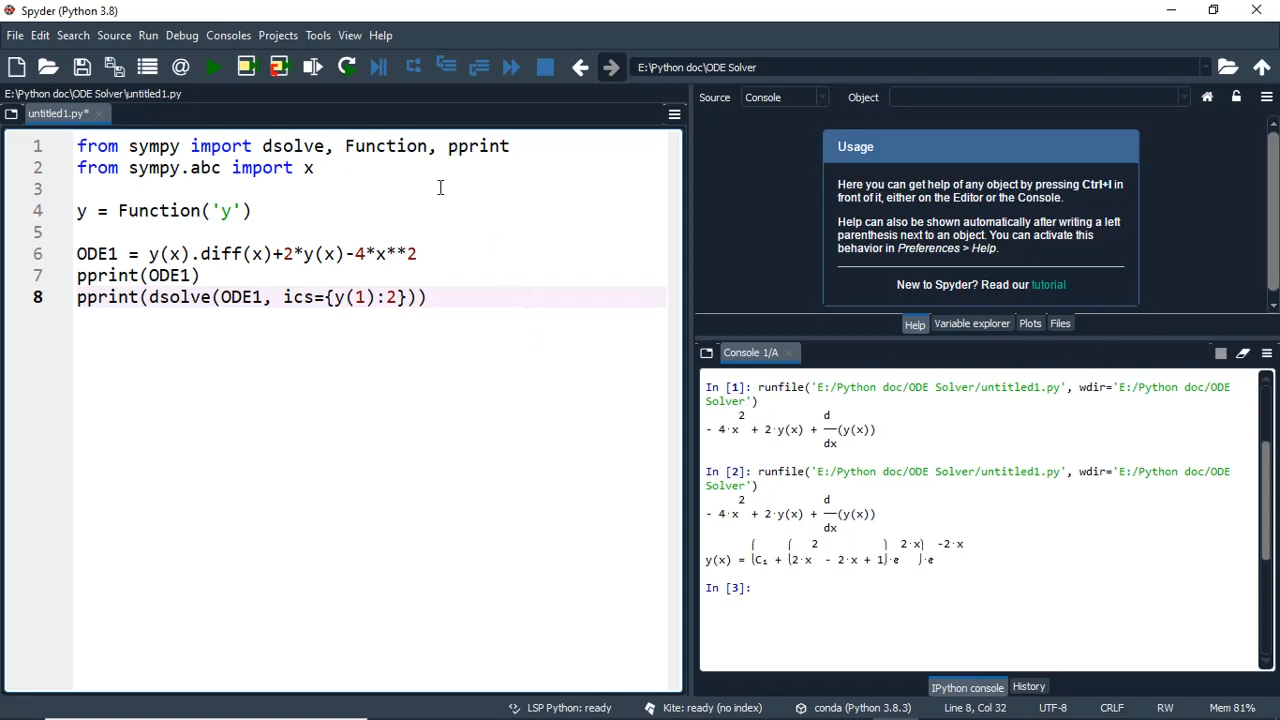 Spyder (Python 3.8)
File Edit Search Source Run Debug Consoles Projects Tools View Help
E:\Python doc\ODE Solver
E:\Python doc\ODE Solver\untitled1.py
untitled1.py*
1 from sympy import dsolve, Function, pprint
2 from sympy.abc import x
3
4 y = Function('y')
5
6 ODE1 = y(x).diff(x)+2*y(x)-4*x**2
7 pprint(ODE1)
8 pprint(dsolve(ODE1, ics={y(1):2}))
Source Console Object
Usage
Here you can get help of any object by pressing Ctrl+I in
front of it, either on the Editor or the Console.
Help can also be shown automatically after writing a left
parenthesis next to an object. You can activate this
behavior in Preferences > Help.
New to Spyder? Read our tutorial
Help Variable explorer Plots Files
Console 1/A
In [1]: runfile('E:/Python doc/ODE Solver/untitled1.py', wdir='E:/Python doc/ODE
Solver')
2 d
- 4·x + 2·y(x) + ──(y(x))
dx
In [2]: runfile('E:/Python doc/ODE Solver/untitled1.py', wdir='E:/Python doc/ODE
Solver')
2 d
- 4·x + 2·y(x) + ──(y(x))
dx
⎛ ⎛ 2 ⎞ 2·x⎞ -2·x
y(x) = ⎝C₁ + ⎝2·x - 2·x + 1⎠·e ⎠·e
In [3]:
IPython console History
LSP Python: ready Kite: ready (no index) conda (Python 3.8.3) Line 8, Col 32 UTF-8 CRLF RW Mem 81%